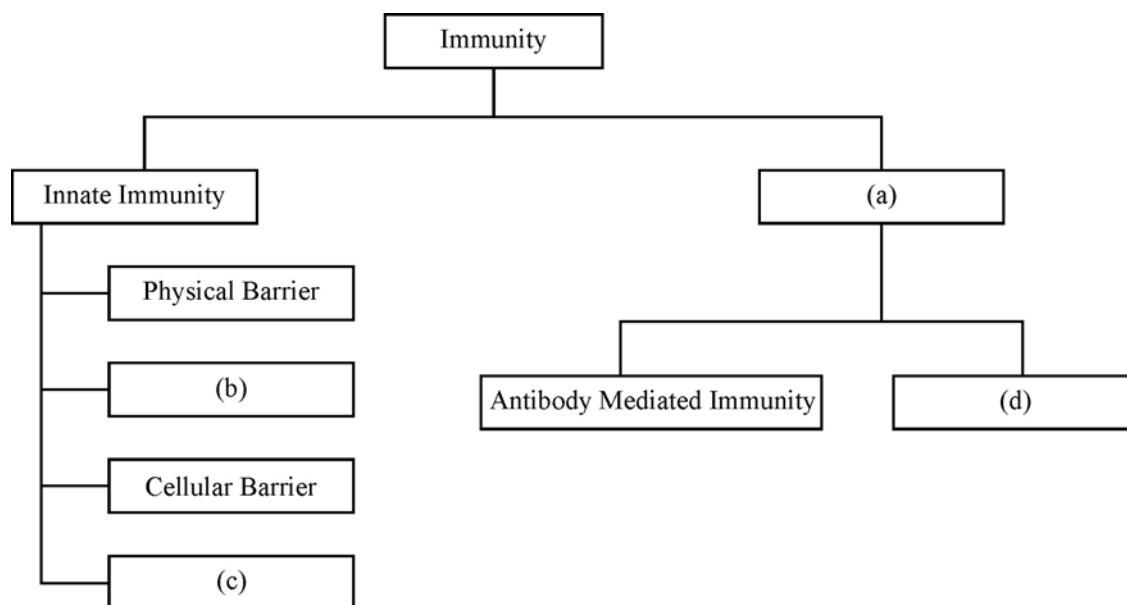 Immunity
Innate Immunity
(a)
Physical Barrier
(b)
Antibody Mediated Immunity
(d)
Cellular Barrier
(c)